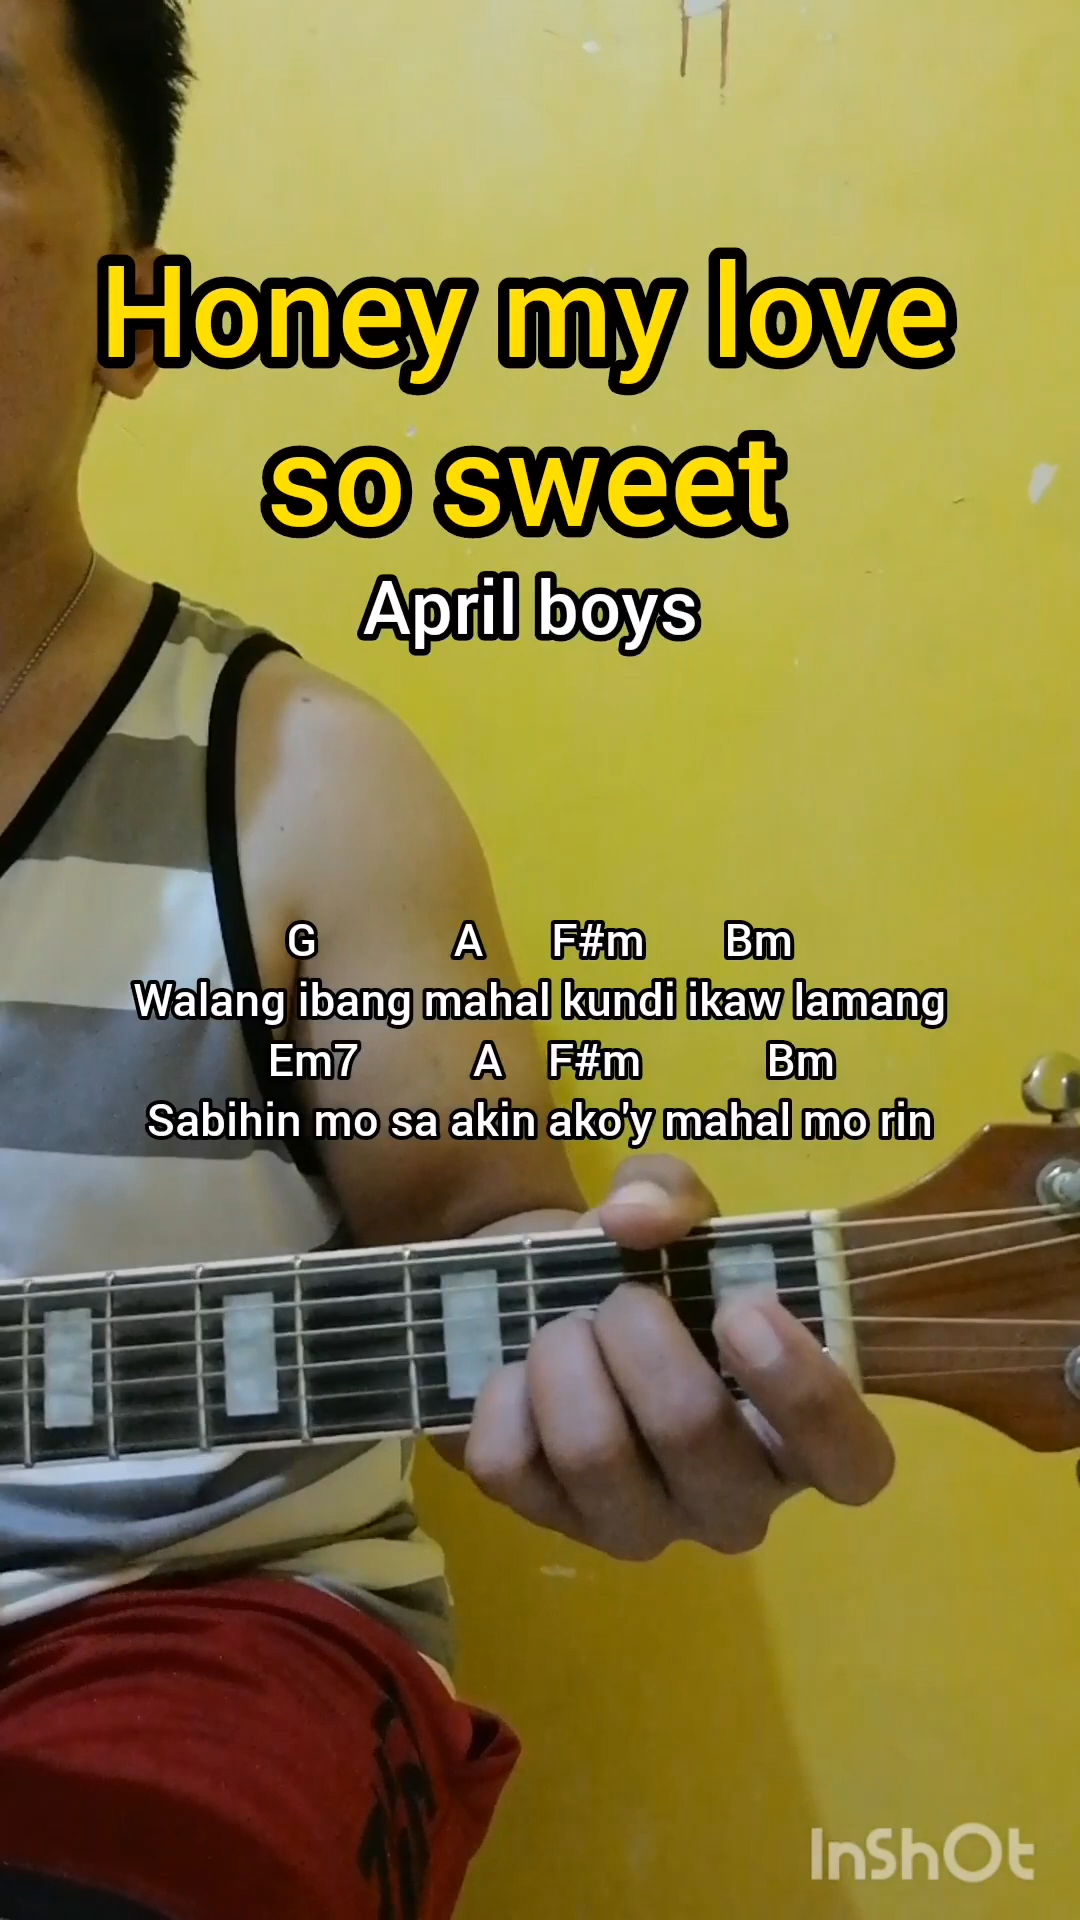 Honey my love
so sweet
April boys
G A F#m Bm
Walang ibang mahal kundi ikaw lamang
Em7 A F#m Bm
Sabihin mo sa akin ako'y mahal mo rin
InShOt